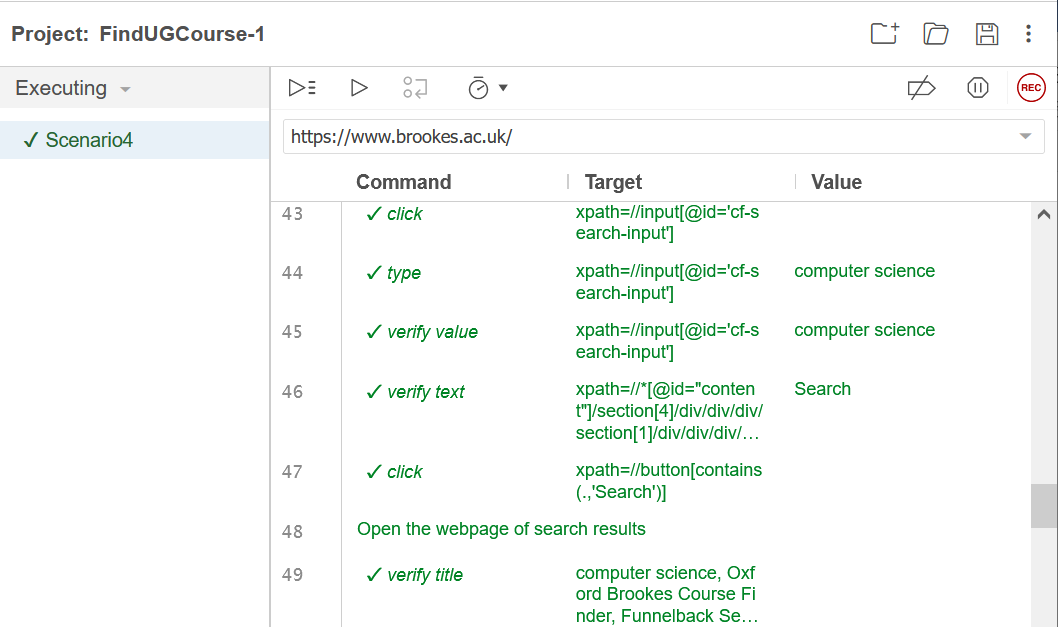 Project: FindUGCourse-1
Executing
REC
✓ Scenario4
https://www.brookes.ac.uk/
Command Target Value
43 ✓ click xpath=//input[@id='cf-s
earch-input']
44 ✓ type xpath=//input[@id='cf-s computer science
earch-input']
45 ✓ verify value xpath=//input[@id='cf-s computer science
earch-input']
46 ✓ verify text xpath=//*[@id="conten Search
t"]/section[4]/div/div/div/
section[1]/div/div/div/…
47 ✓ click xpath=//button[contains
(.,'Search')]
48 Open the webpage of search results
49 ✓ verify title computer science, Oxf
ord Brookes Course Fi
nder, Funnelback Se…